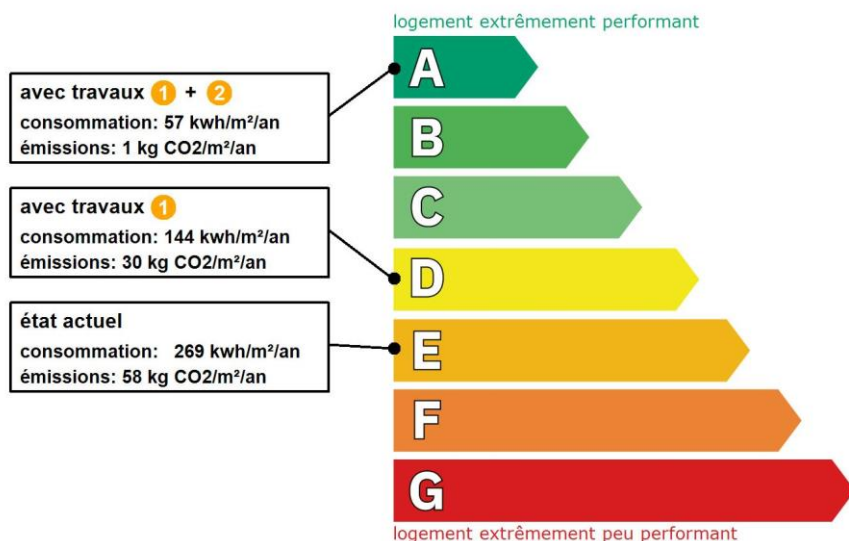 logement extrêmement performant
avec travaux 1 + 2
consommation: 57 kwh/m²/an
émissions: 1 kg CO2/m²/an
avec travaux 1
consommation: 144 kwh/m²/an
émissions: 30 kg CO2/m²/an
état actuel
consommation: 269 kwh/m²/an
émissions: 58 kg CO2/m²/an
A
B
C
D
E
F
G
logement extrêmement peu performant